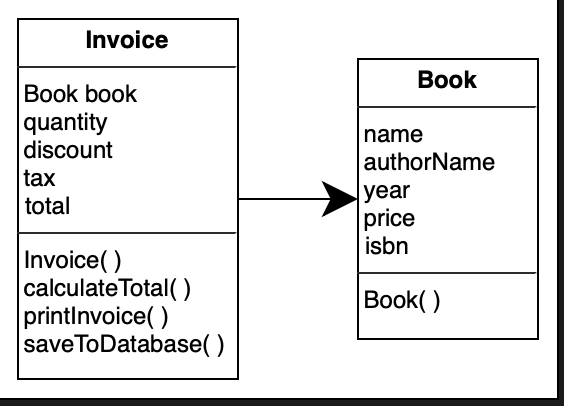 Invoice
Book book
quantity
discount
tax
total
Invoice( )
calculateTotal( )
printInvoice( )
saveToDatabase( )
Book
name
authorName
year
price
isbn
Book( )